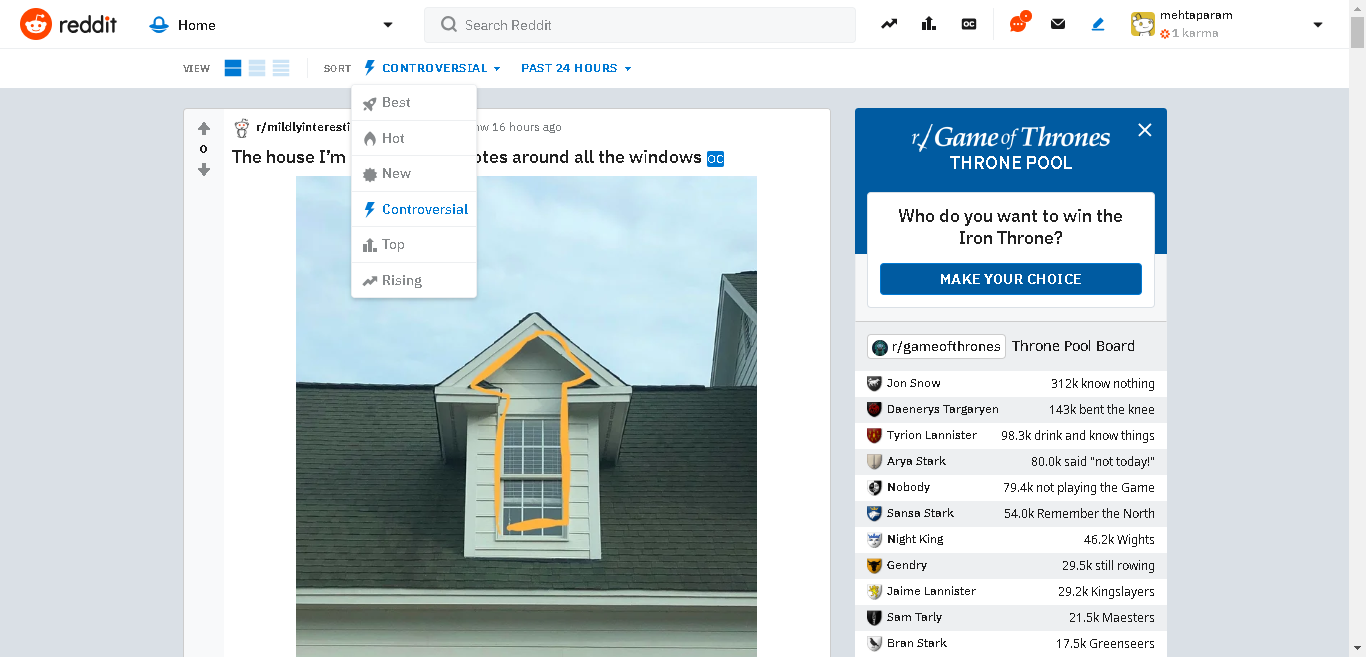 reddit Home Search Reddit mehtaparam
1 karma
VIEW SORT CONTROVERSIAL PAST 24 HOURS
Best
Hot
New
Controversial
Top
Rising
0
16 hours ago
The house I'm around all the windows OC
r/ Game of Thrones
THRONE POOL
Who do you want to win the
Iron Throne?
MAKE YOUR CHOICE
r/gameofthrones Throne Pool Board
Jon Snow 312k know nothing
Daenerys Targaryen 143k bent the knee
Tyrion Lannister 98.3k drink and know things
Arya Stark 80.0k said "not today!"
Nobody 79.4k not playing the Game
Sansa Stark 54.0k Remember the North
Night King 46.2k Wights
Gendry 29.5k still rowing
Jaime Lannister 29.2k Kingslayers
Sam Tarly 21.5k Maesters
Bran Stark 17.5k Greenseers